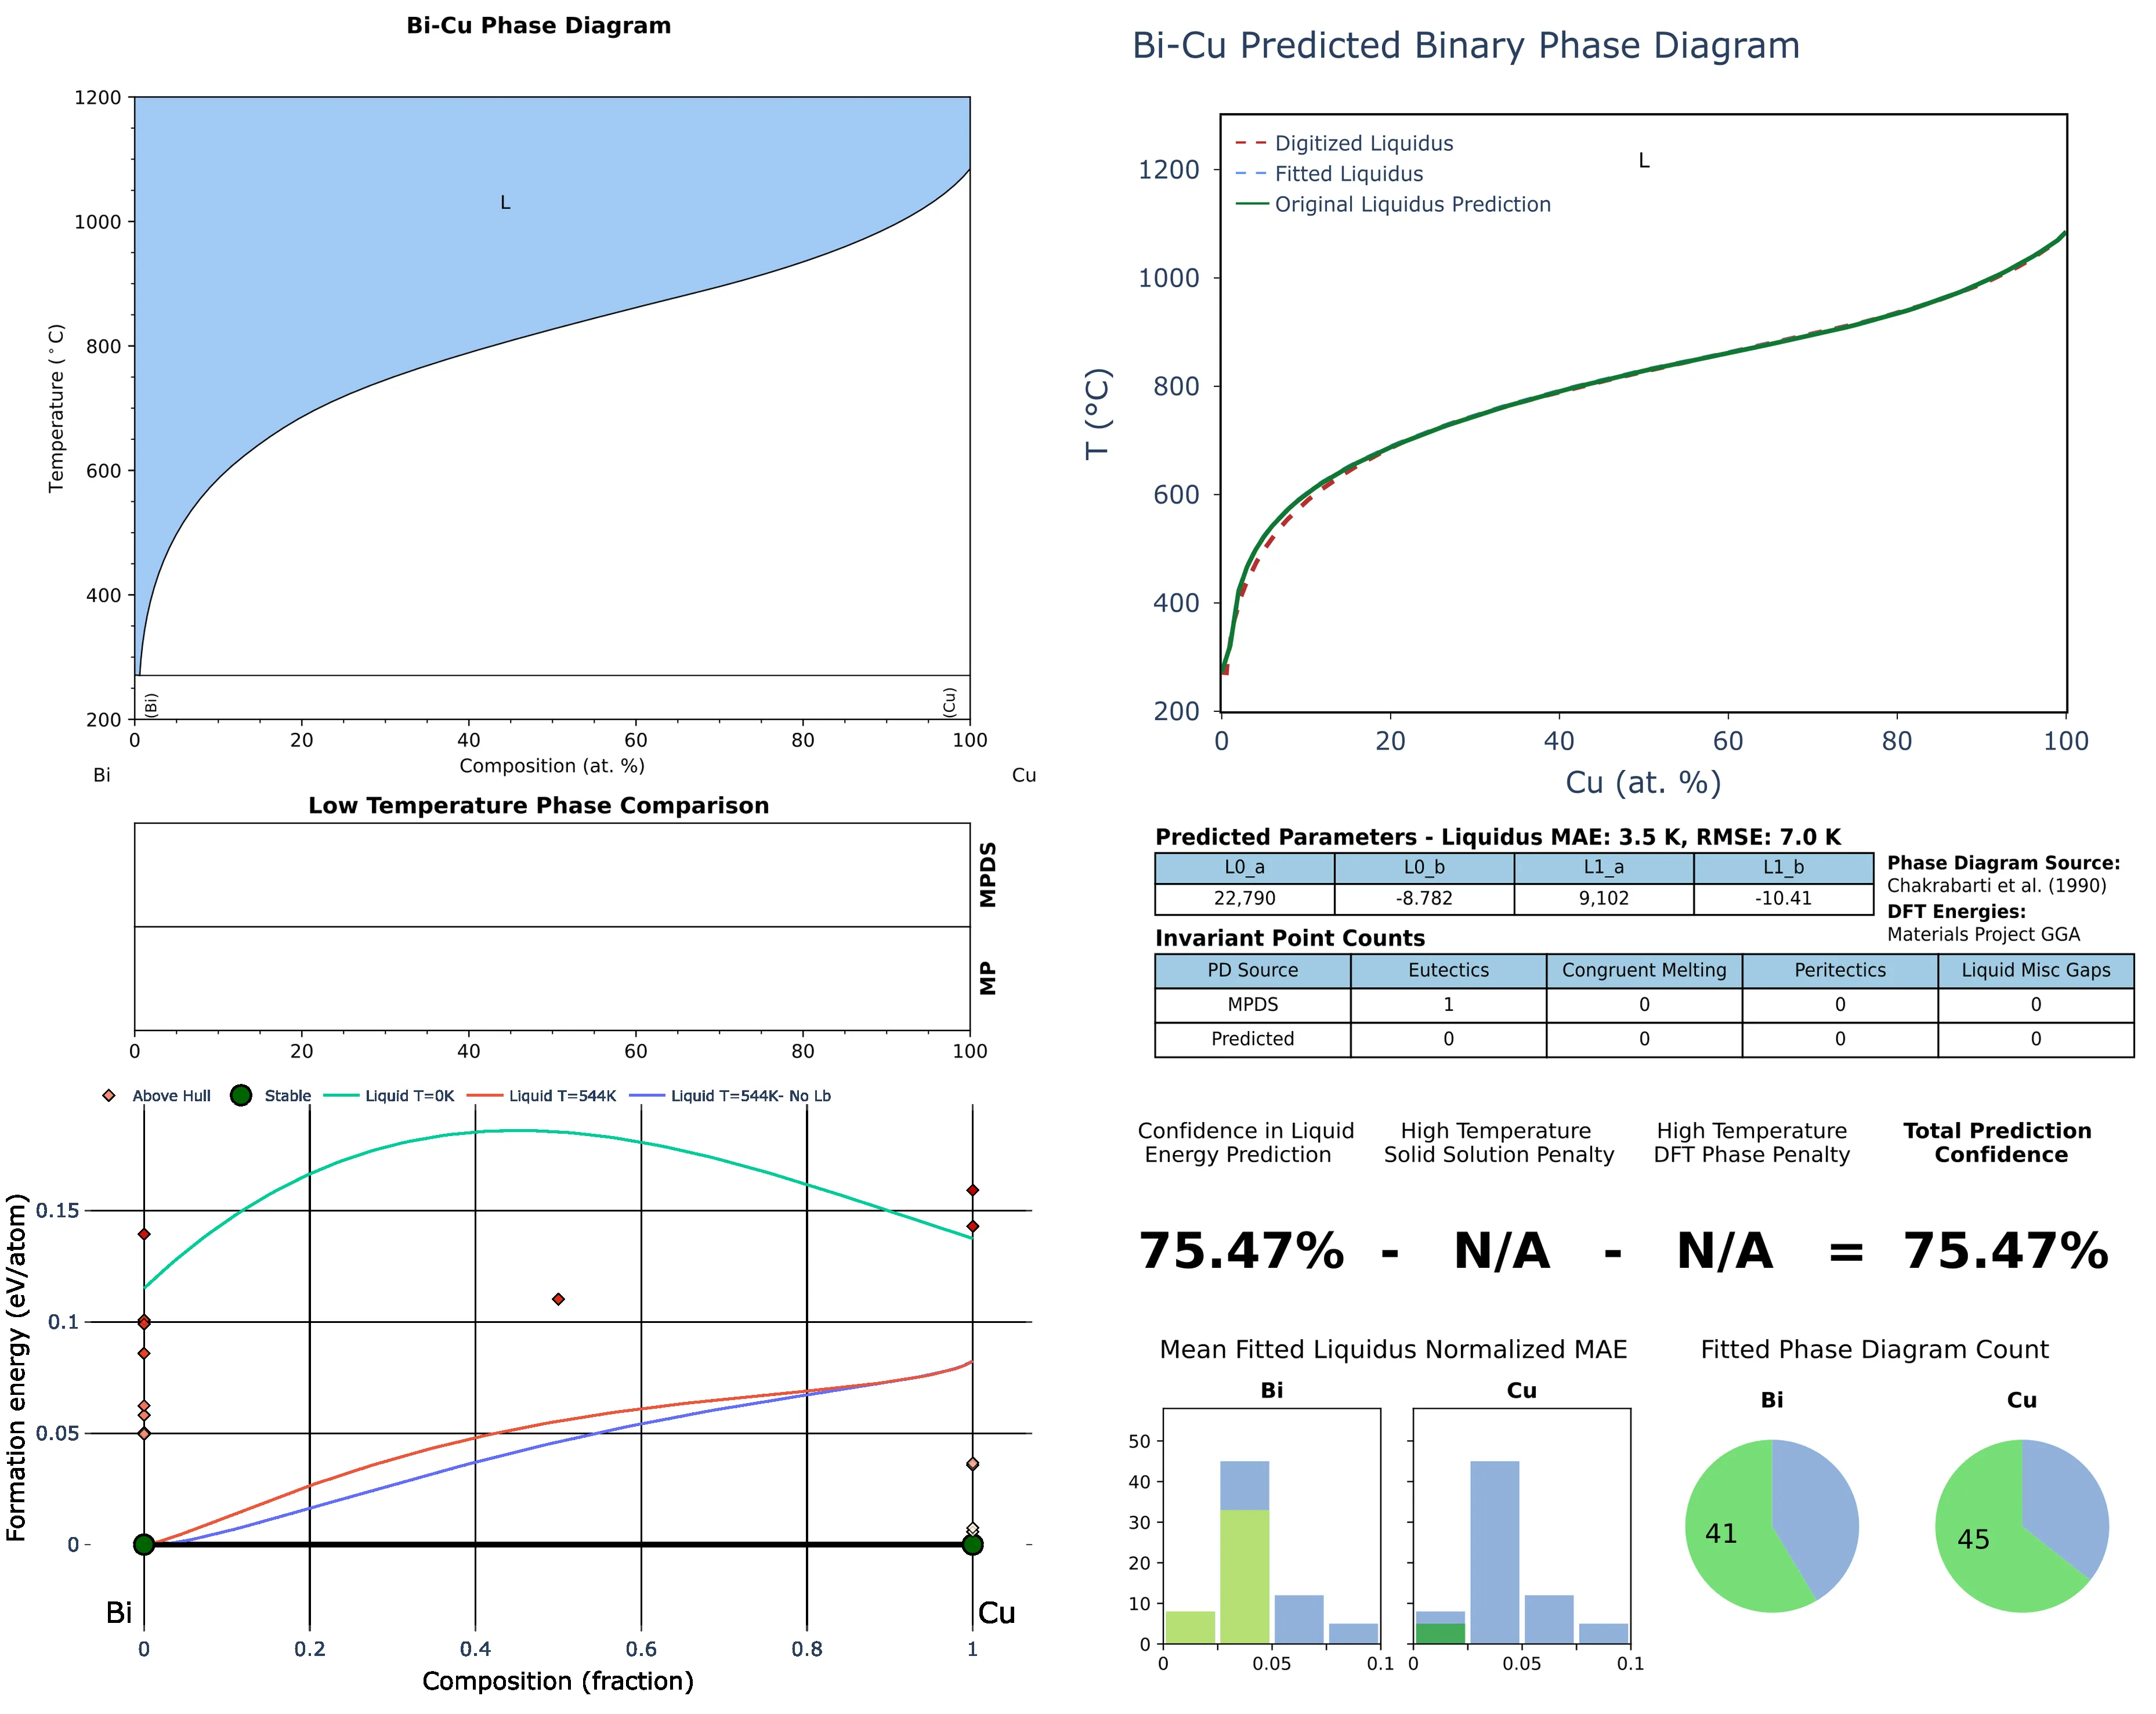 Bi-Cu Phase Diagram
1200
1000
800
600
400
200
Temperature (°C)
L
(Bi)
(Cu)
0 20 40 60 80 100
Composition (at. %)
Bi Cu
Low Temperature Phase Comparison
MPDS
MP
0 20 40 60 80 100
Above Hull Stable Liquid T=0K Liquid T=544K Liquid T=544K- No Lb
Formation energy (eV/atom)
0.15
0.1
0.05
0
Bi Cu
0 0.2 0.4 0.6 0.8 1
Composition (fraction)
Bi-Cu Predicted Binary Phase Diagram
Digitized Liquidus
Fitted Liquidus
Original Liquidus Prediction
L
1200
1000
800
600
400
200
T (°C)
0 20 40 60 80 100
Cu (at. %)
Predicted Parameters - Liquidus MAE: 3.5 K, RMSE: 7.0 K
L0_a L0_b L1_a L1_b
22,790 -8.782 9,102 -10.41
Phase Diagram Source:
Chakrabarti et al. (1990)
DFT Energies:
Materials Project GGA
Invariant Point Counts
PD Source Eutectics Congruent Melting Peritectics Liquid Misc Gaps
MPDS 1 0 0 0
Predicted 0 0 0 0
Confidence in Liquid
Energy Prediction
High Temperature
Solid Solution Penalty
High Temperature
DFT Phase Penalty
Total Prediction
Confidence
75.47% - N/A - N/A = 75.47%
Mean Fitted Liquidus Normalized MAE
Bi Cu
50
40
30
20
10
0
0 0.05 0.1 0 0.05 0.1
Fitted Phase Diagram Count
Bi Cu
41 45